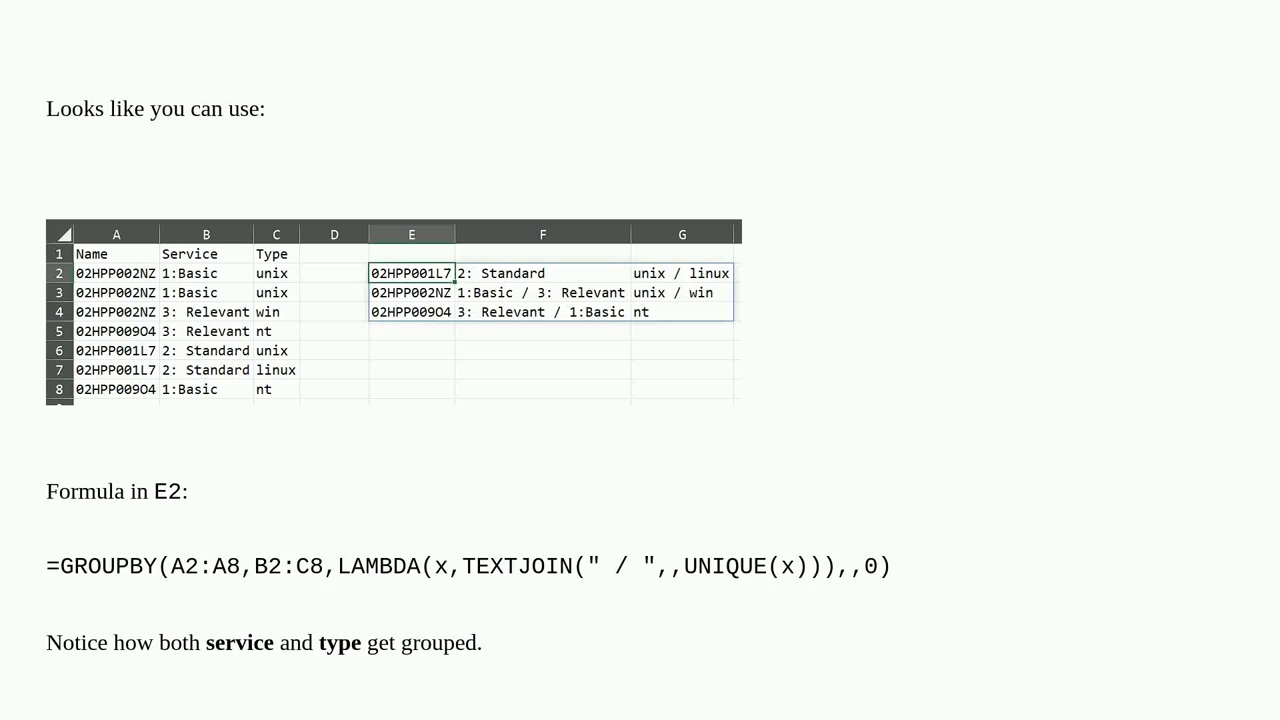 Looks like you can use:
A B C D E F G
1 Name Service Type
2 02HPP002NZ 1:Basic unix 02HPP001L7 2: Standard unix / linux
3 02HPP002NZ 1:Basic unix 02HPP002NZ 1:Basic / 3: Relevant unix / win
4 02HPP002NZ 3: Relevant win 02HPP009O4 3: Relevant / 1:Basic nt
5 02HPP009O4 3: Relevant nt
6 02HPP001L7 2: Standard unix
7 02HPP001L7 2: Standard linux
8 02HPP009O4 1:Basic nt
Formula in E2:
=GROUPBY(A2:A8,B2:C8,LAMBDA(x,TEXTJOIN(" / ",,UNIQUE(x))),,0)
Notice how both service and type get grouped.